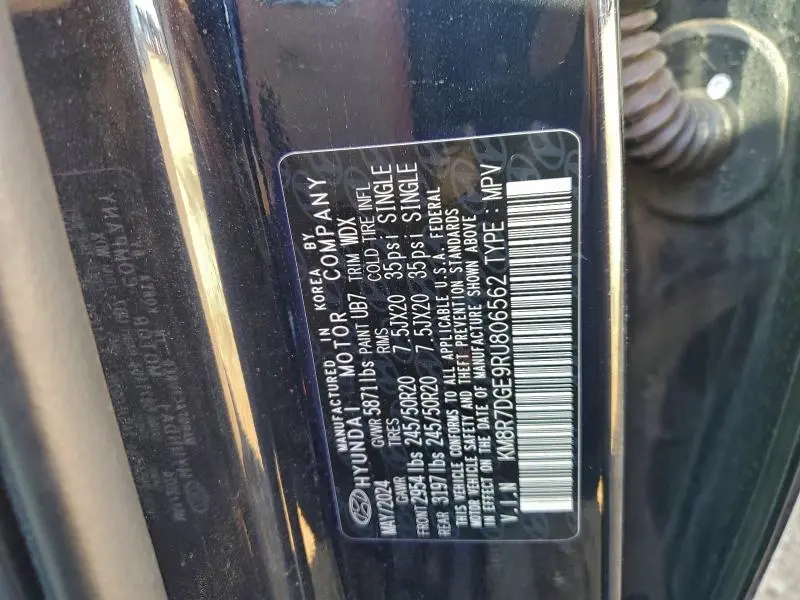 MANUFACTURED IN KOREA BY
HYUNDAI MOTOR COMPANY
MAY/2024 GVWR 5871lbs PAINT UB7 TRIM WDX
GAWR TIRES RIMS COLD TIRE INFL
FRONT 2954 lbs 245/50R20 7.5JX20 35psi SINGLE
REAR 3197 lbs 245/50R20 7.5JX20 35psi SINGLE
THIS VEHICLE CONFORMS TO ALL APPLICABLE U.S.A. FEDERAL
MOTOR VEHICLE SAFETY AND THEFT PREVENTION STANDARDS
IN EFFECT ON THE DATE OF MANUFACTURE SHOWN ABOVE
V.I.N KM8R7DGE9RU806562 TYPE : MPV